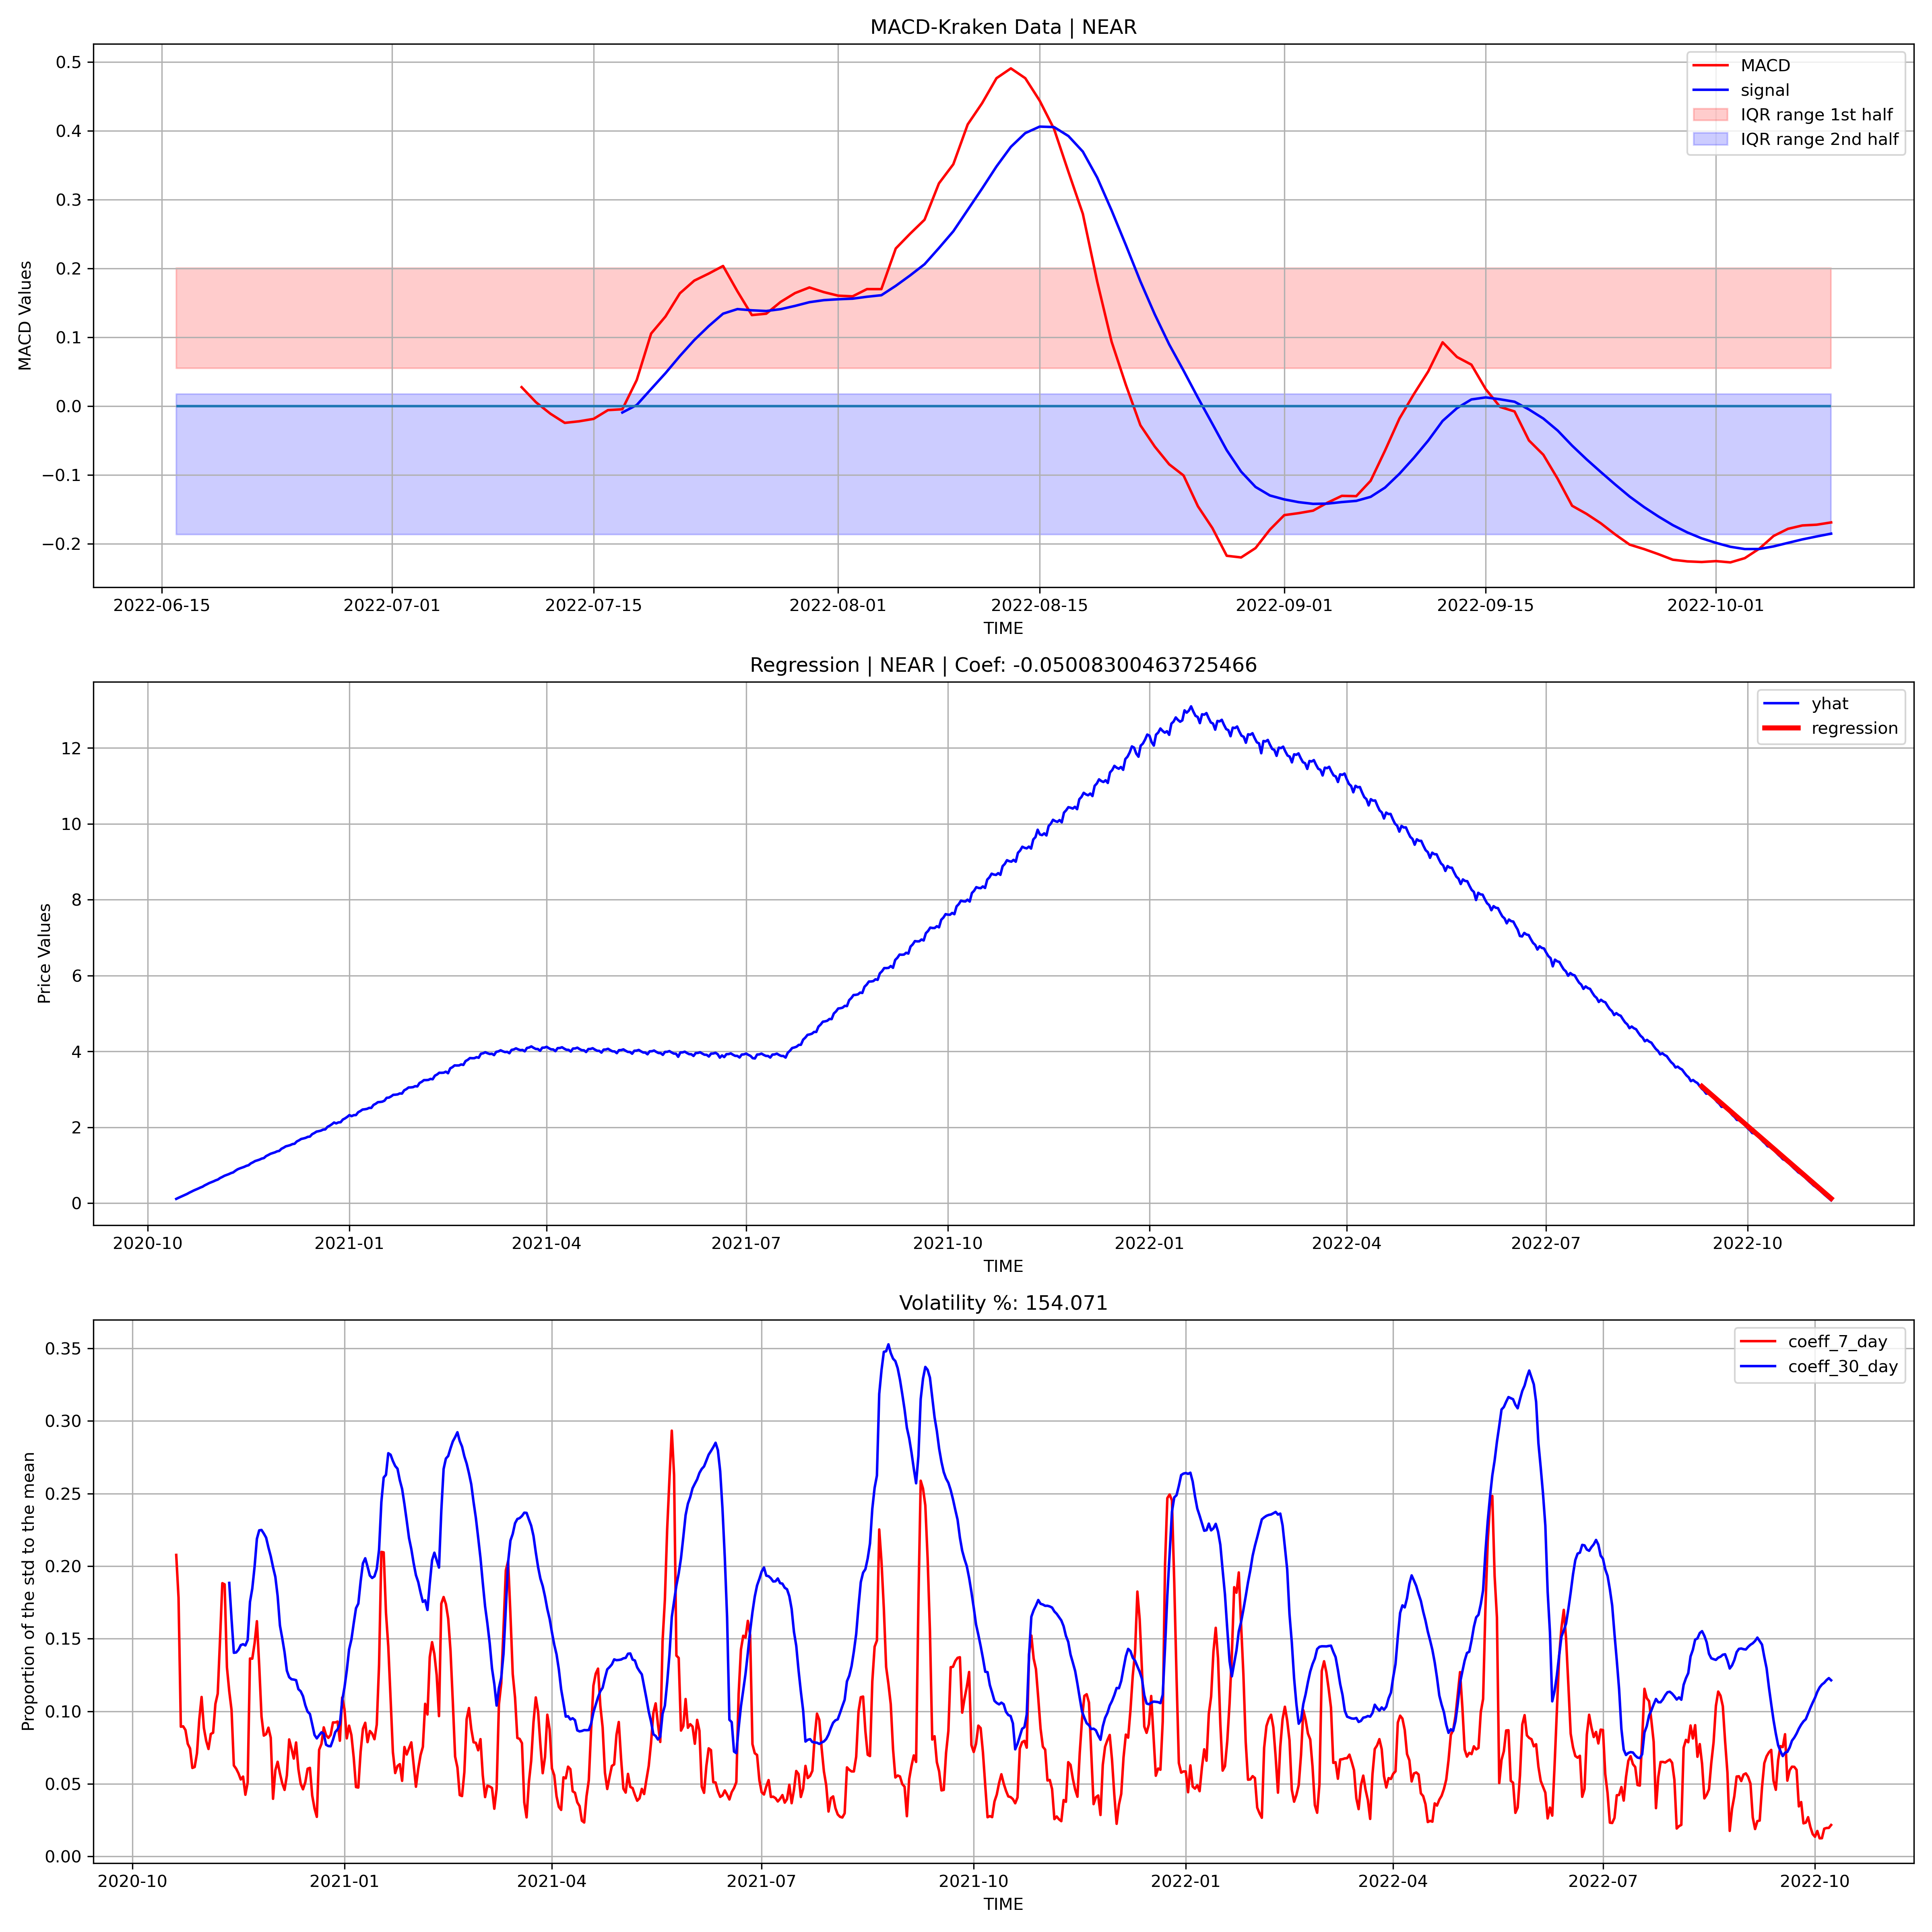 MACD-Kraken Data | NEAR
MACD Values
0.5
0.4
0.3
0.2
0.1
0.0
−0.1
−0.2
MACD
signal
IQR range 1st half
IQR range 2nd half
2022-06-15
2022-07-01
2022-07-15
2022-08-01
2022-08-15
2022-09-01
2022-09-15
2022-10-01
TIME
Regression | NEAR | Coef: -0.05008300463725466
Price Values
12
10
8
6
4
2
0
yhat
regression
2020-10
2021-01
2021-04
2021-07
2021-10
2022-01
2022-04
2022-07
2022-10
TIME
Volatility %: 154.071
Proportion of the std to the mean
0.35
0.30
0.25
0.20
0.15
0.10
0.05
0.00
coeff_7_day
coeff_30_day
2020-10
2021-01
2021-04
2021-07
2021-10
2022-01
2022-04
2022-07
2022-10
TIME